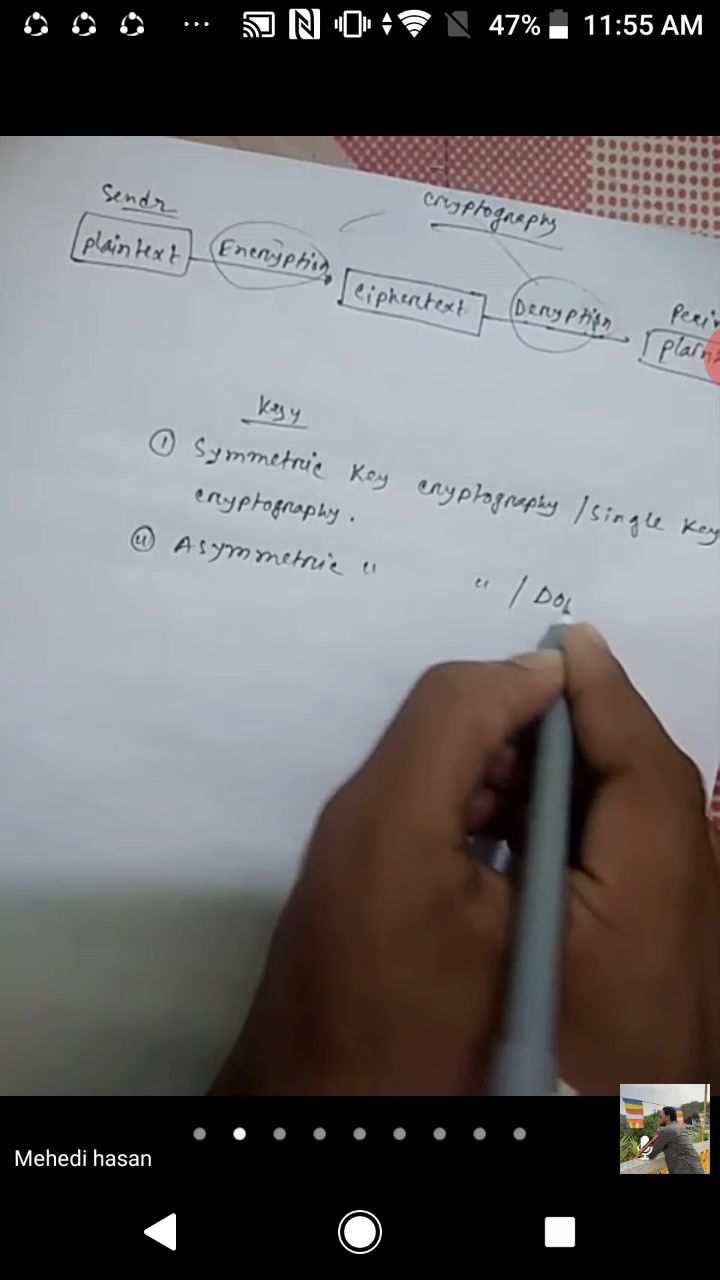 47% 11:55 AM
Sendr
cryptography
plaintext
Encryption
ciphertext
Decryption
plain
Key
① Symmetric Key cryptography / Single Key
cryptography.
② Asymmetric " " / Dou
Mehedi hasan